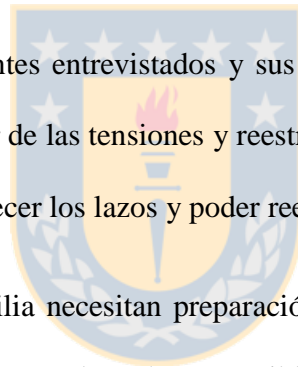 ntes entrevistados y sus
de las tensiones y reestr
ecer los lazos y poder ree
ilia necesitan preparació